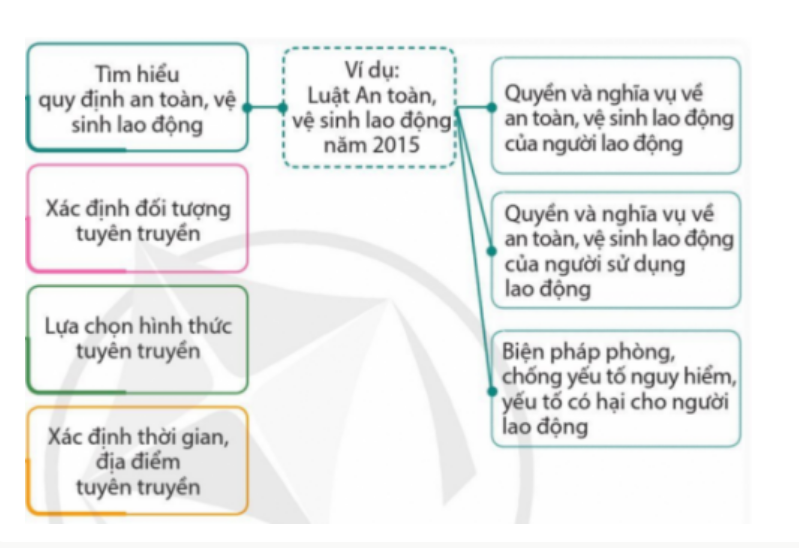 Tìm hiểu
quy định an toàn, vệ
sinh lao động
Ví dụ:
Luật An toàn,
vệ sinh lao động
năm 2015
Quyền và nghĩa vụ về
an toàn, vệ sinh lao động
của người lao động
Quyền và nghĩa vụ về
an toàn, vệ sinh lao động
của người sử dụng
lao động
Biện pháp phòng,
chống yếu tố nguy hiểm,
yếu tố có hại cho người
lao động
Xác định đối tượng
tuyên truyền
Lựa chọn hình thức
tuyên truyền
Xác định thời gian,
địa điểm
tuyên truyền